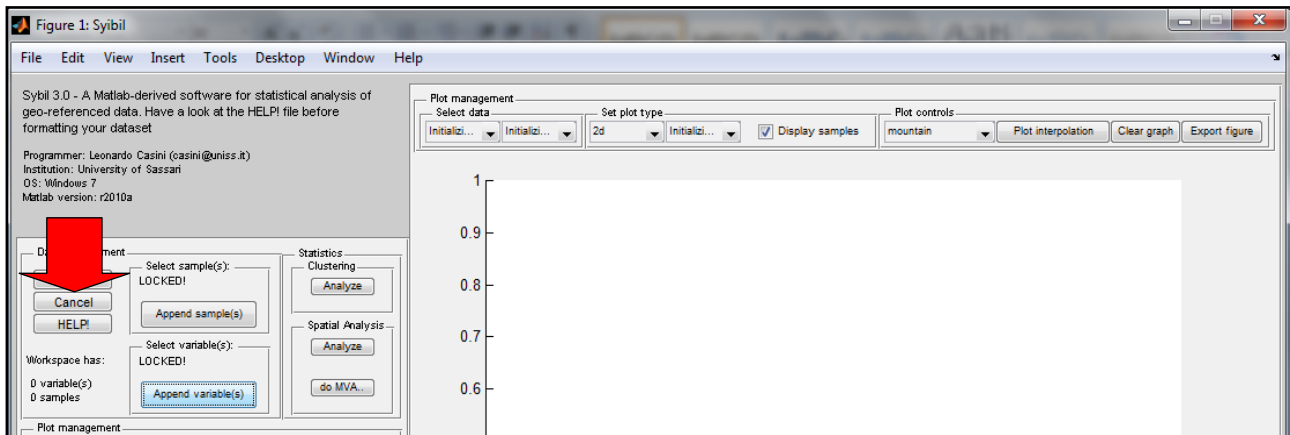 Figure 1: Syibil
File Edit View Insert Tools Desktop Window Help
Sybil 3.0 - A Matlab-derived software for statistical analysis of
geo-referenced data. Have a look at the HELP! file before
formatting your dataset
Programmer: Leonardo Casini (casini@uniss.it)
Institution: University of Sassari
OS: Windows 7
Matlab version: r2010a
Plot management
Select data
Set plot type
Plot controls
Initializi... Initializi... 2d Initializi... Display samples mountain Plot interpolation Clear graph Export figure
Statistics
Select sample(s):
LOCKED!
Clustering
Analyze
Cancel
Append sample(s)
HELP!
Spatial Analysis
Select variable(s):
LOCKED!
Analyze
Workspace has:
0 variable(s)
0 samples
Append variable(s)
do MVA..
Plot management
1
0.9
0.8
0.7
0.6